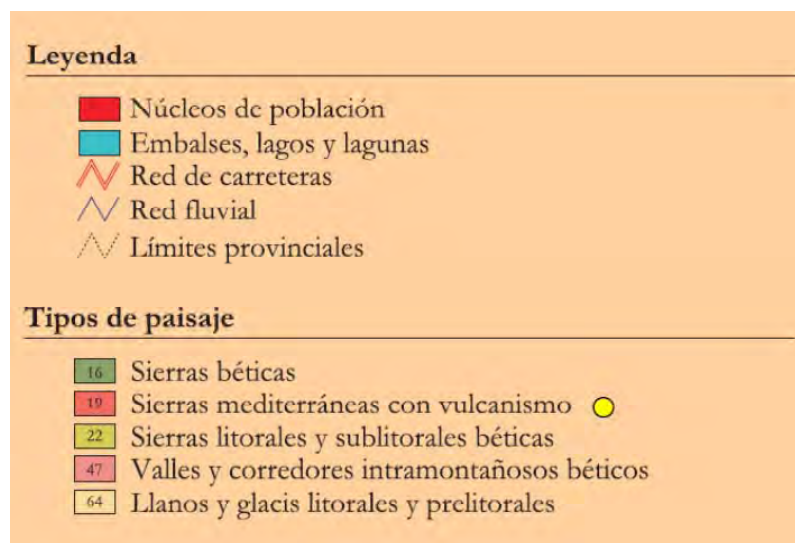 Leyenda
Núcleos de población
Embalses, lagos y lagunas
Red de carreteras
Red fluvial
Límites provinciales
Tipos de paisaje
16 Sierras béticas
19 Sierras mediterráneas con vulcanismo
22 Sierras litorales y sublitorales béticas
47 Valles y corredores intramontañosos béticos
64 Llanos y glacis litorales y prelitorales